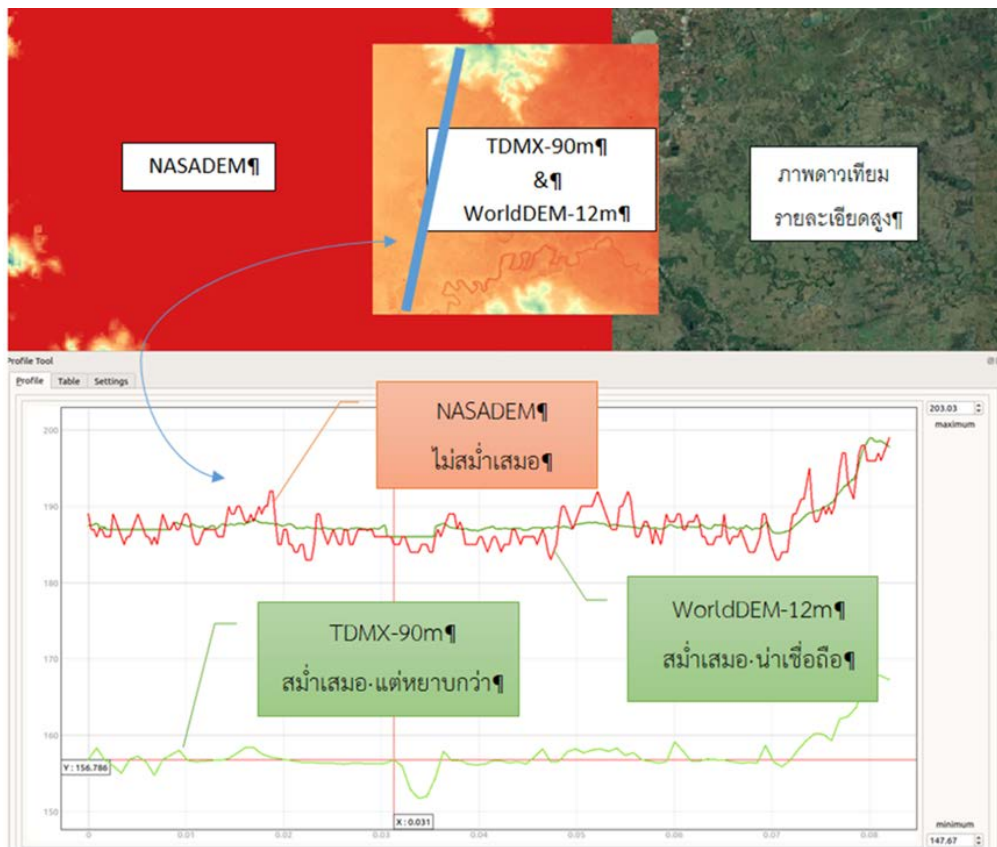 NASADEM¶
TDMX-90m¶
&¶
WorldDEM-12m¶
ภาพดาวเทียม
รายละเอียดสูง¶
Profile Tool
Profile Table Settings
NASADEM¶
ไม่สม่ำเสมอ¶
203.03
maximum
200
190
180
170
160
150
WorldDEM-12m¶
สม่ำเสมอ·น่าเชื่อถือ¶
TDMX-90m¶
สม่ำเสมอ·แต่หยาบกว่า¶
Y : 156.786
X : 0.031
0 0.01 0.02 0.03 0.04 0.05 0.06 0.07 0.08
minimum
147.67